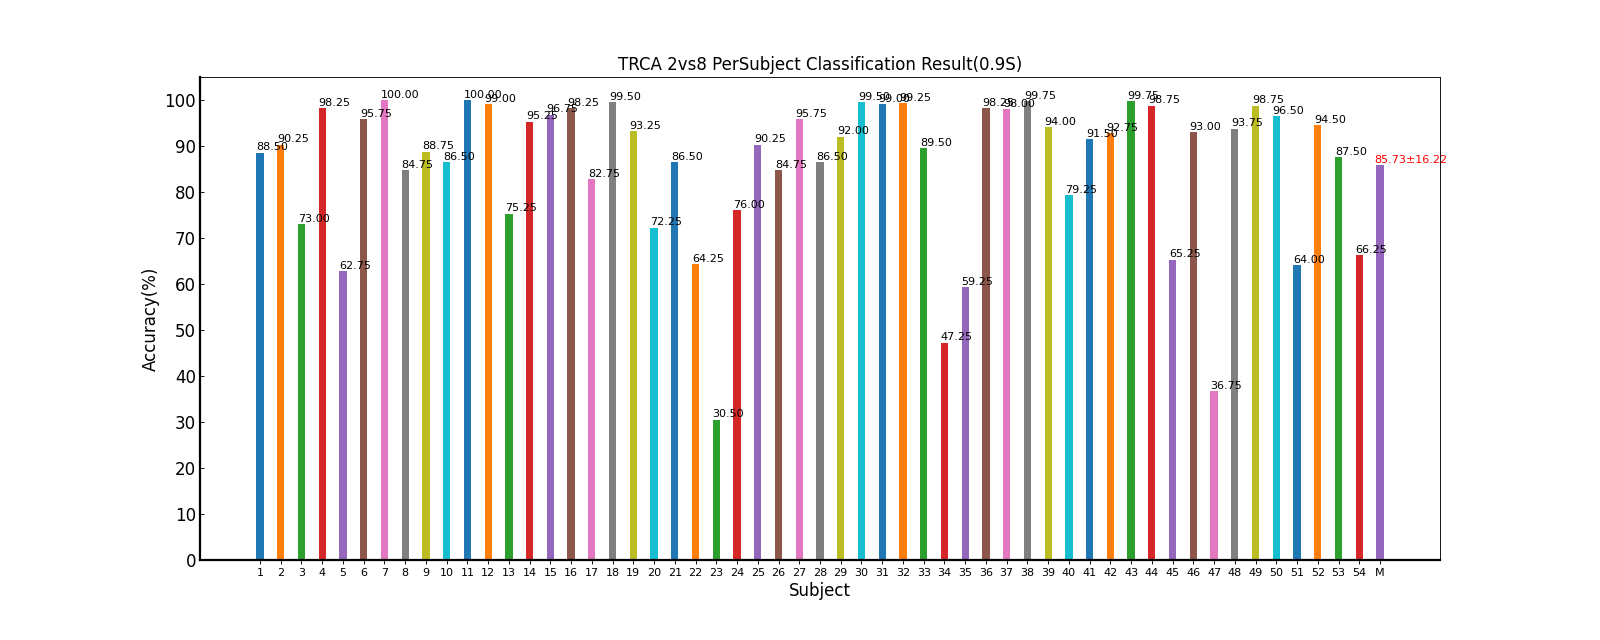 TRCA 2vs8 PerSubject Classification Result(0.9S)
Accuracy(%)
100
90
80
70
60
50
40
30
20
10
0
88.50 90.25 73.00 98.25 62.75 95.75 100.00 84.75 88.75 86.50 100.00 99.00 75.25 95.25 96.75 98.25 82.75 99.50 93.25 72.25 86.50 64.25 30.50 76.00 90.25 84.75 95.75 86.50 92.00 99.50 99.00 99.25 89.50 47.25 59.25 98.25 98.00 99.75 94.00 79.25 91.50 92.75 99.75 98.75 65.25 93.00 36.75 93.75 98.75 96.50 64.00 94.50 87.50 66.25 85.73±16.22
1 2 3 4 5 6 7 8 9 10 11 12 13 14 15 16 17 18 19 20 21 22 23 24 25 26 27 28 29 30 31 32 33 34 35 36 37 38 39 40 41 42 43 44 45 46 47 48 49 50 51 52 53 54 M
Subject